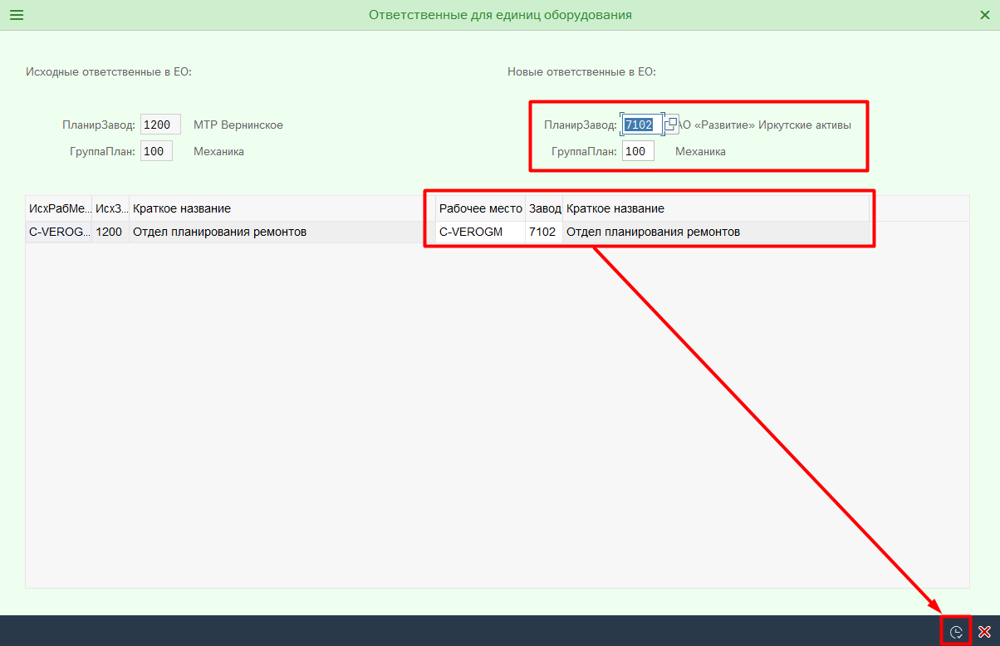 Ответственные для единиц оборудования
Исходные ответственные в ЕО:
Новые ответственные в ЕО:
ПланирЗавод: 1200 МТР Вернинское
ПланирЗавод: 7102 АО «Развитие» Иркутские активы
ГруппаПлан: 100 Механика
ГруппаПлан: 100 Механика
ИсхРабМе... ИсхЗ... Краткое название Рабочее место Завод Краткое название
C-VEROG... 1200 Отдел планирования ремонтов C-VEROGM 7102 Отдел планирования ремонтов